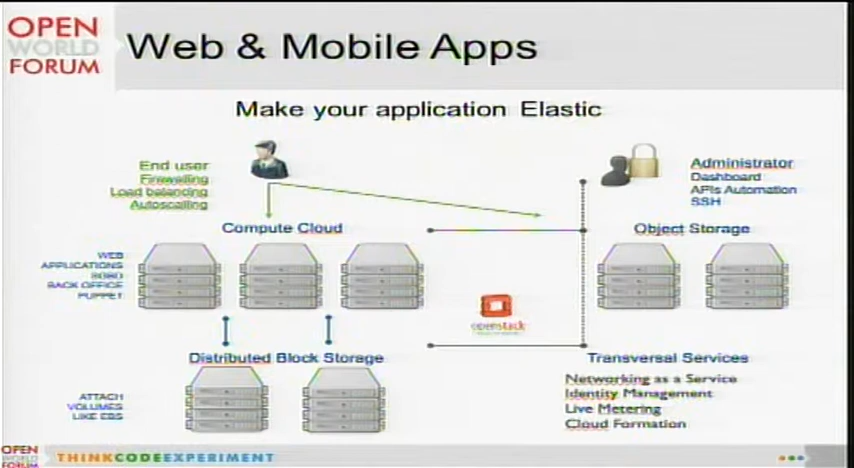 OPEN
WORLD
FORUM
Web & Mobile Apps
Make your application Elastic
End user
Firewalling
Load balancing
Autoscalling
Administrator
Dashboard
APIs Automation
SSH
Compute Cloud
Object Storage
WEB
APPLICATIONS
BACK OFFICE
PUPPET
openstack
Distributed Block Storage
Transversal Services
ATTACH
VOLUMES
LIKE EBS
Networking as a Service
Identity Management
Live Metering
Cloud Formation
OPEN
WORLD
FORUM
THINKCODEEXPERIMENT